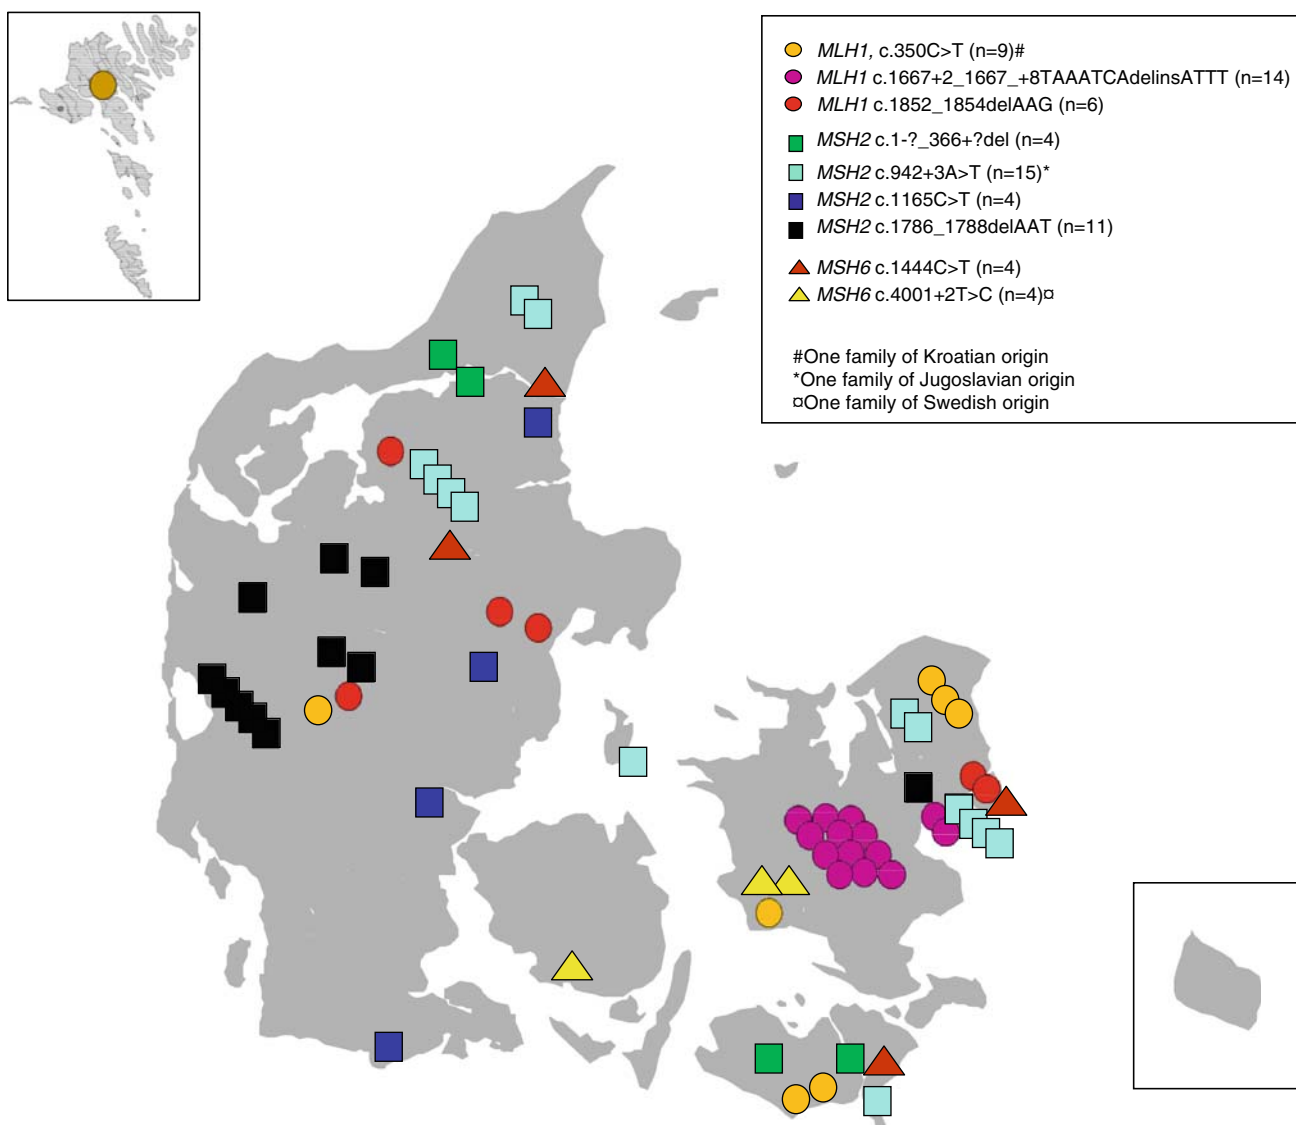 MLH1, c.350C>T (n=9)#
MLH1 c.1667+2_1667_+8TAAATCAdelinsATTT (n=14)
MLH1 c.1852_1854delAAG (n=6)
MSH2 c.1-?_366+?del (n=4)
MSH2 c.942+3A>T (n=15)*
MSH2 c.1165C>T (n=4)
MSH2 c.1786_1788delAAT (n=11)
MSH6 c.1444C>T (n=4)
MSH6 c.4001+2T>C (n=4)¤
#One family of Kroatian origin
*One family of Jugoslavian origin
¤One family of Swedish origin